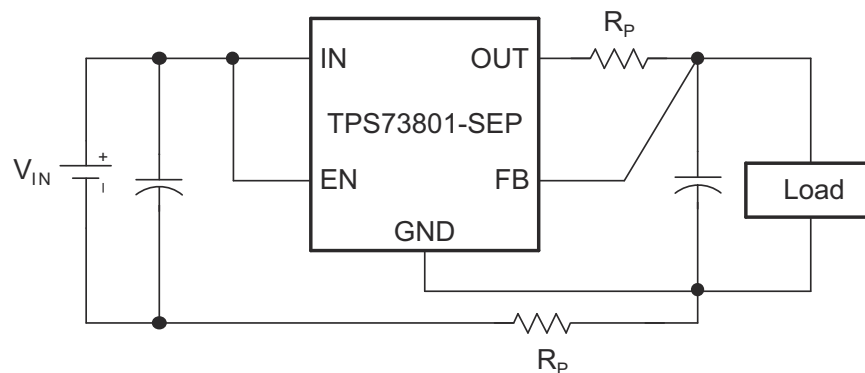 R_P
IN
OUT
TPS73801-SEP
V_IN
+
I
EN
FB
Load
GND
R_P